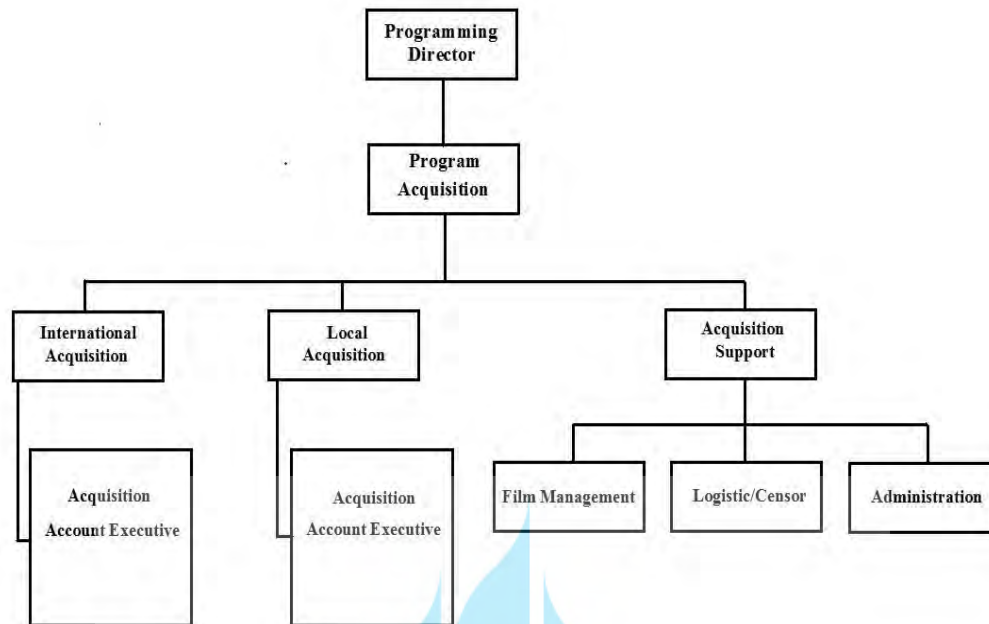 Programming
Director
Program
Acquisition
International
Acquisition
Local
Acquisition
Acquisition
Support
Acquisition
Account Executive
Acquisition
Account Executive
Film Management
Logistic/Censor
Administration